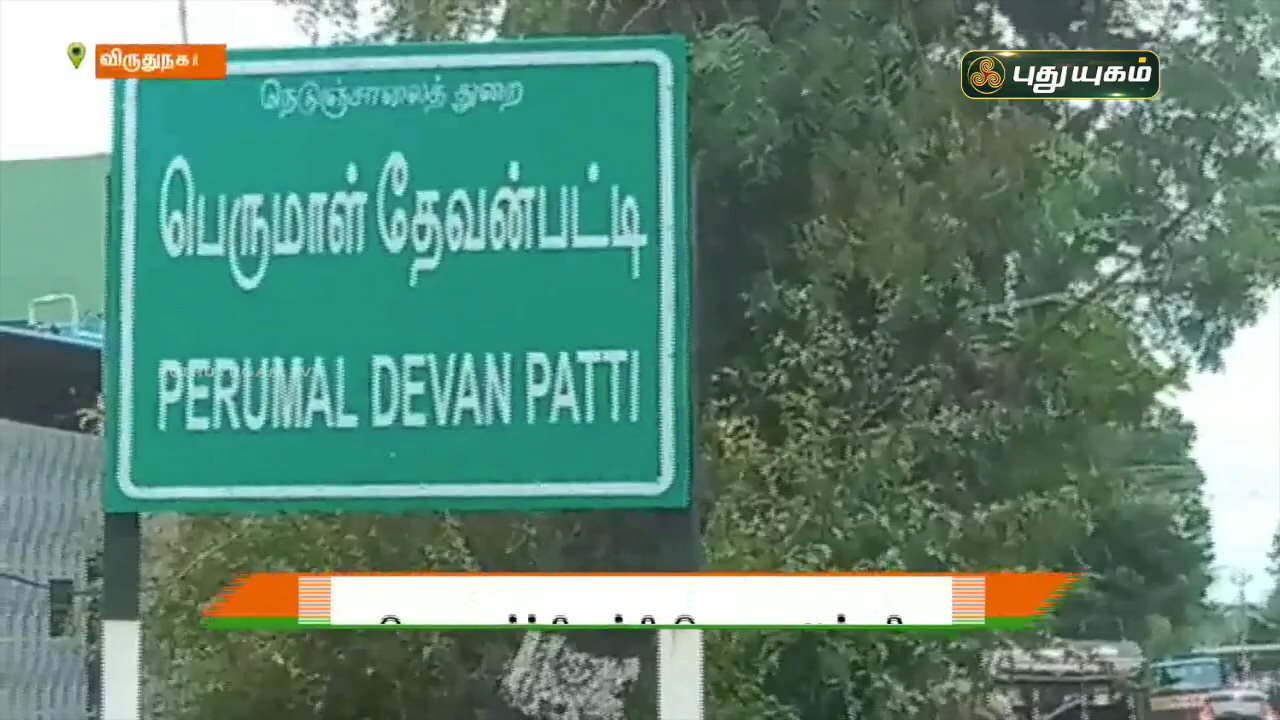 விருதுநகர்
புதுயுகம்
நெடுஞ்சாலைத் துறை
பெருமாள் தேவன்பட்டி
PERUMAL DEVAN PATTI